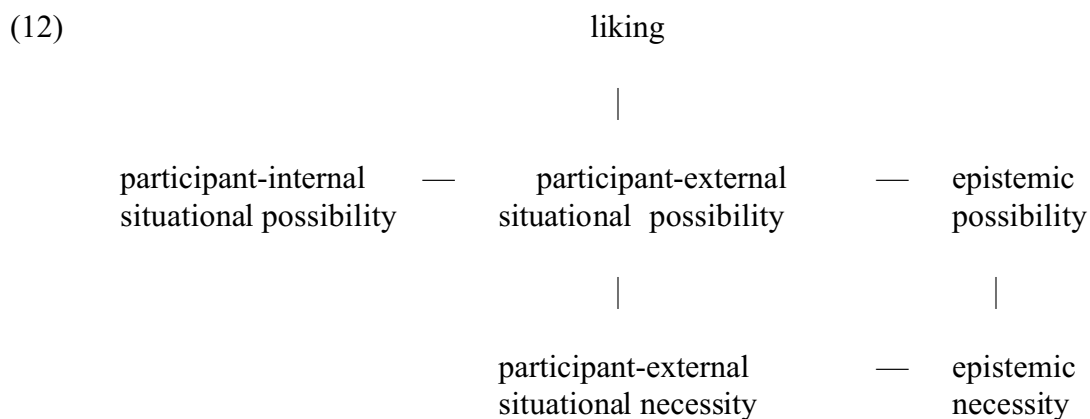 (12) liking
|
participant-internal — participant-external — epistemic
situational possibility situational possibility possibility
| |
participant-external — epistemic
situational necessity necessity